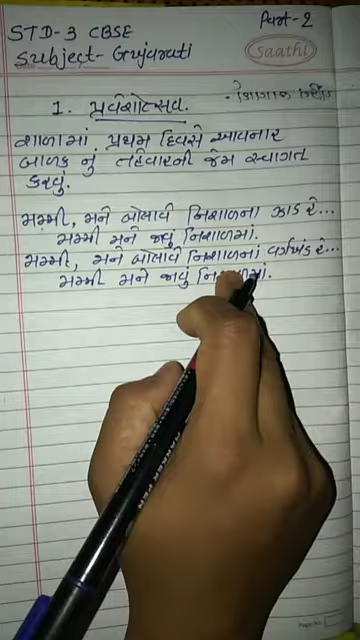 STD-3 CBSE
Part-2
Subject- Gujarati
Saathi
1. પ્રવેશોત્સવ.
શાળામાં પ્રથમ દિવસે આવનાર
બાળક નું તહેવારની જેમ સ્વાગત
કરવું.
મમ્મી, મને બોલાવે નિશાળના ઝાડ રે...
મમ્મી મને જવું નિશાળમાં.
મમ્મી, મને બોલાવે નિશાળનાં વર્ગખંડ રે...
મમ્મી મને જવું નિશાળમાં.